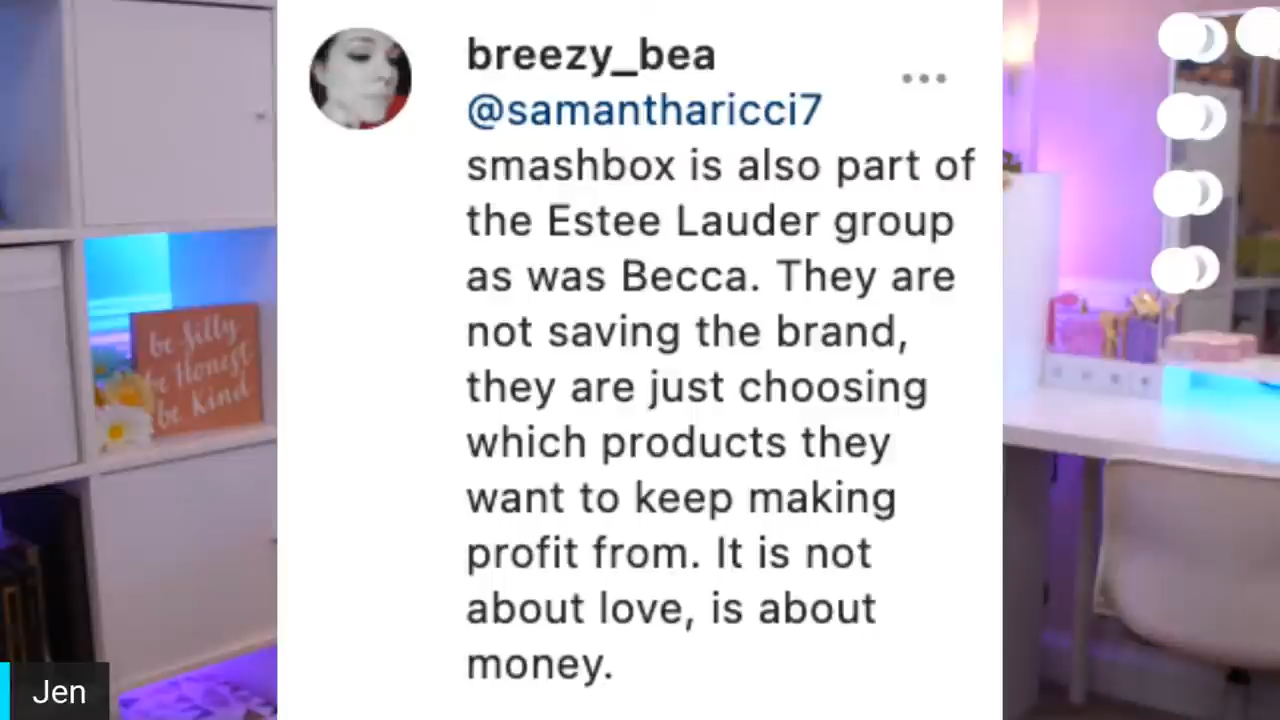 breezy_bea
@samantharicci7
smashbox is also part of
the Estee Lauder group
as was Becca. They are
not saving the brand,
they are just choosing
which products they
want to keep making
profit from. It is not
about love, is about
money.
be Silly
be Honest
be Kind
Jen